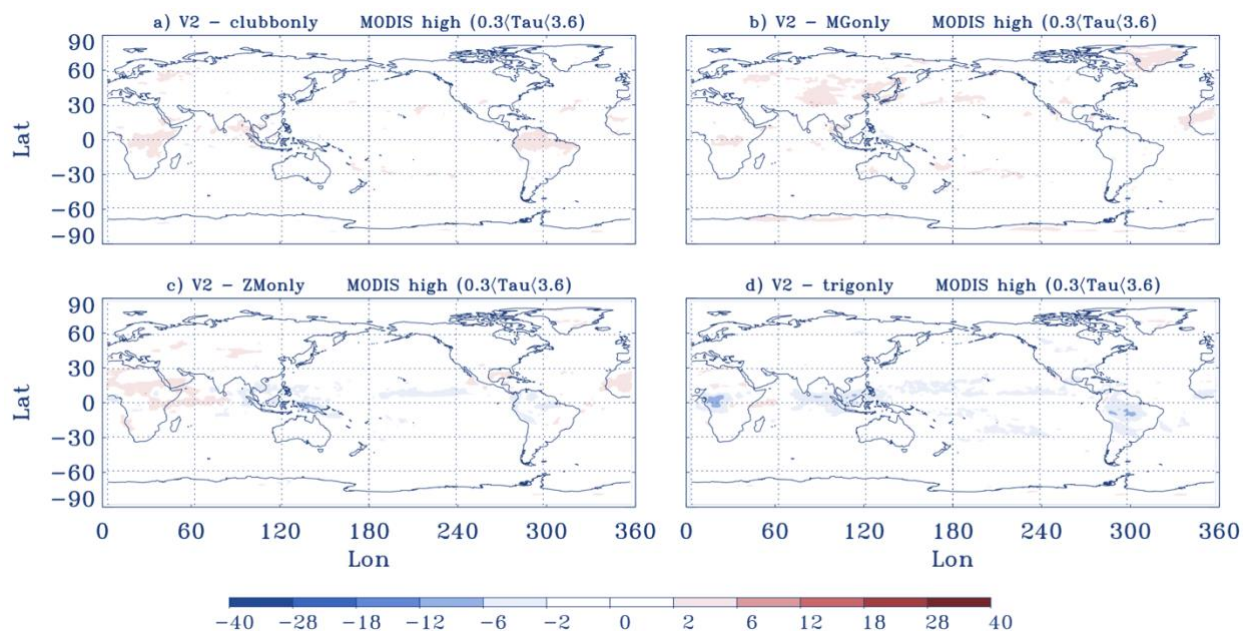 a) V2 - clubbonly MODIS high (0.3⟨Tau⟨3.6)
b) V2 - MGonly MODIS high (0.3⟨Tau⟨3.6)
90
60
30
0
-30
-60
-90
Lat
c) V2 - ZMonly MODIS high (0.3⟨Tau⟨3.6)
d) V2 - trigonly MODIS high (0.3⟨Tau⟨3.6)
90
60
30
0
-30
-60
-90
Lat
0 60 120 180 240 300 360
Lon
0 60 120 180 240 300 360
Lon
-40 -28 -18 -12 -6 -2 0 2 6 12 18 28 40